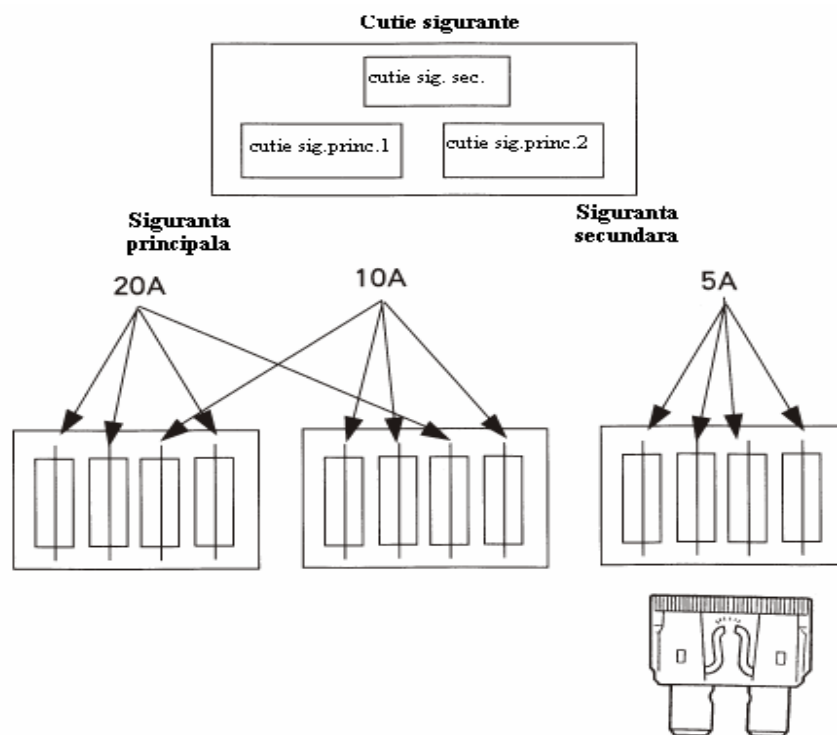 Cutie sigurante
cutie sig. sec.
cutie sig.princ.1
cutie sig.princ.2
Siguranta
principala
Siguranta
secundara
20A
10A
5A